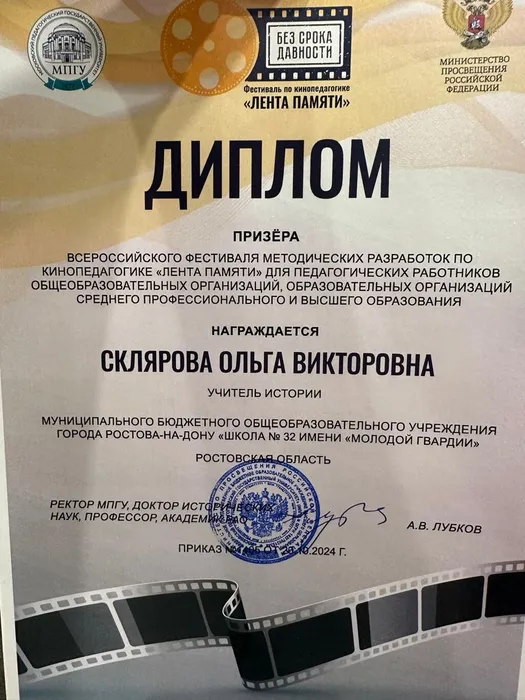 МПГУ
БЕЗ СРОКА
ДАВНОСТИ
Фестиваль по кинопедагогике
«ЛЕНТА ПАМЯТИ»
МИНИСТЕРСТВО
ПРОСВЕЩЕНИЯ
РОССИЙСКОЙ
ФЕДЕРАЦИИ
ДИПЛОМ
ПРИЗЁРА
ВСЕРОССИЙСКОГО ФЕСТИВАЛЯ МЕТОДИЧЕСКИХ РАЗРАБОТОК ПО
КИНОПЕДАГОГИКЕ «ЛЕНТА ПАМЯТИ» ДЛЯ ПЕДАГОГИЧЕСКИХ РАБОТНИКОВ
ОБЩЕОБРАЗОВАТЕЛЬНЫХ ОРГАНИЗАЦИЙ, ОБРАЗОВАТЕЛЬНЫХ ОРГАНИЗАЦИЙ
СРЕДНЕГО ПРОФЕССИОНАЛЬНОГО И ВЫСШЕГО ОБРАЗОВАНИЯ
НАГРАЖДАЕТСЯ
СКЛЯРОВА ОЛЬГА ВИКТОРОВНА
УЧИТЕЛЬ ИСТОРИИ
МУНИЦИПАЛЬНОГО БЮДЖЕТНОГО ОБЩЕОБРАЗОВАТЕЛЬНОГО УЧРЕЖДЕНИЯ
ГОРОДА РОСТОВА-НА-ДОНУ «ШКОЛА № 32 ИМЕНИ «МОЛОДОЙ ГВАРДИИ»
РОСТОВСКАЯ ОБЛАСТЬ
РЕКТОР МПГУ, ДОКТОР ИСТОРИЧЕСКИХ
НАУК, ПРОФЕССОР, АКАДЕМИК РАО
А.В. ЛУБКОВ
ПРИКАЗ ОТ 2024 Г.